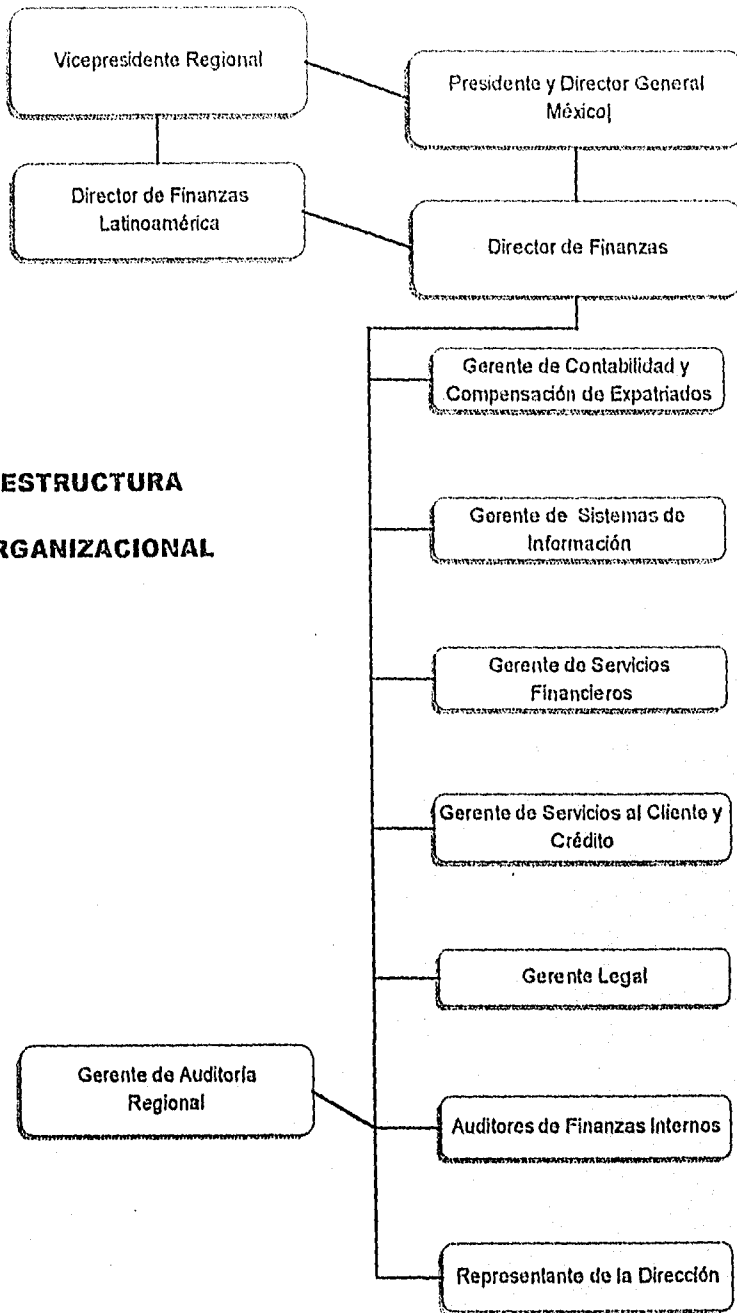 Vicepresidente Regional
Presidente y Director General
México|
Director de Finanzas
Latinoamérica
Director de Finanzas
Gerente de Contabilidad y
Compensación de Expatriados
ESTRUCTURA
RGANIZACIONAL
Gerente de Sistemas de
Información
Gerente de Servicios
Financieros
Gerente de Servicios al Cliente y
Crédito
Gerente Legal
Gerente de Auditoría
Regional
Auditores de Finanzas Internos
Representante de la Dirección